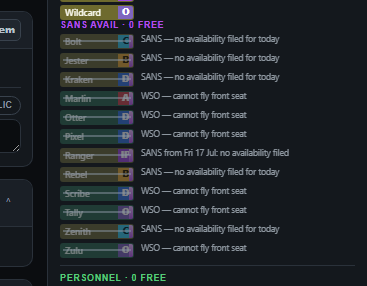 em
LIC
^
Wildcard O
SANS AVAIL · 0 FREE
Bolt C SANS — no availability filed for today
Jester B SANS — no availability filed for today
Kraken D SANS — no availability filed for today
Marlin A WSO — cannot fly front seat
Otter D WSO — cannot fly front seat
Pixel D WSO — cannot fly front seat
Ranger SANS from Fri 17 Jul: no availability filed
Rebel B SANS — no availability filed for today
Scribe D WSO — cannot fly front seat
Tally O WSO — cannot fly front seat
Zenith C SANS — no availability filed for today
Zulu O WSO — cannot fly front seat
PERSONNEL · 0 FREE